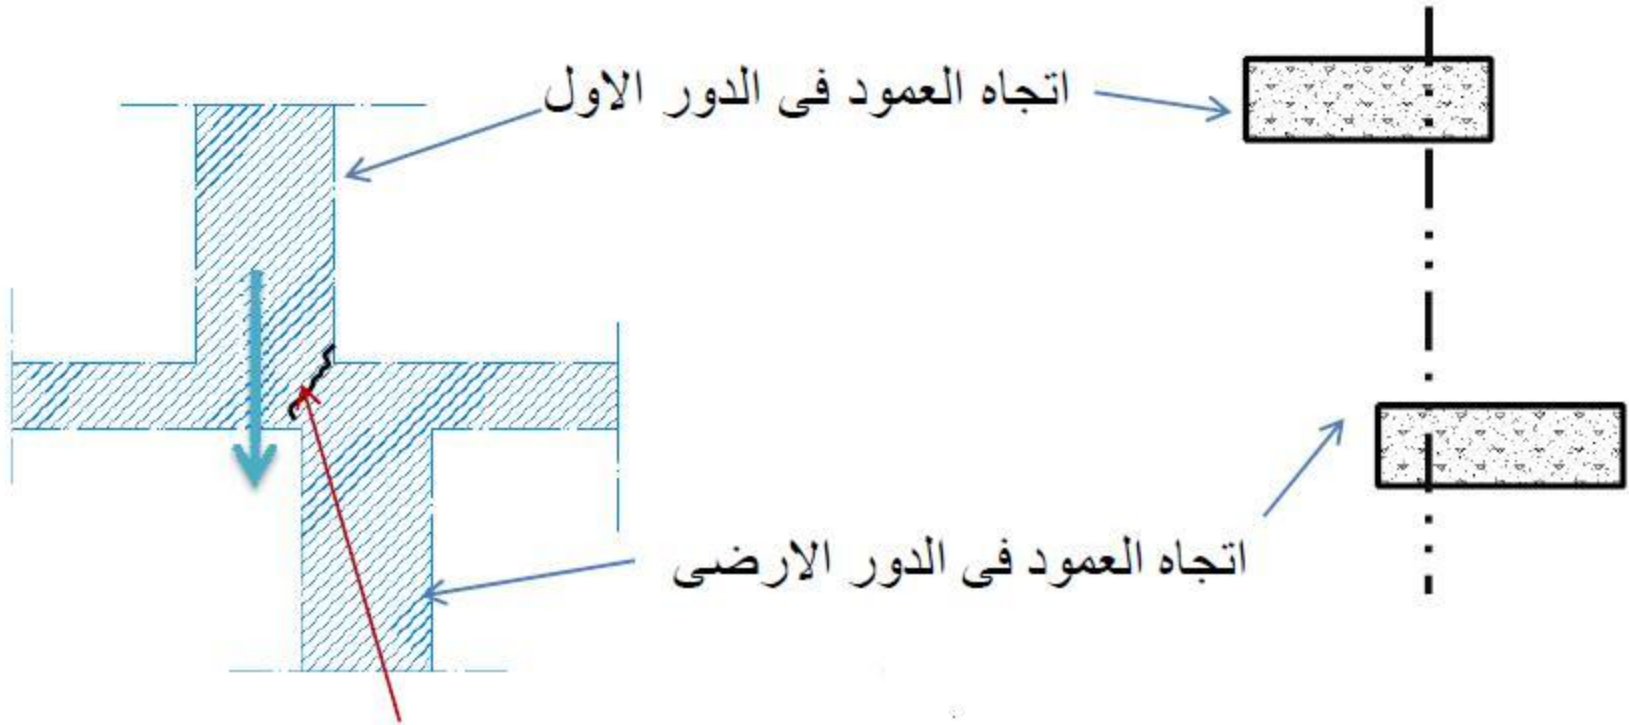 اتجاه العمود فى الدور الاول
اتجاه العمود فى الدور الارضى